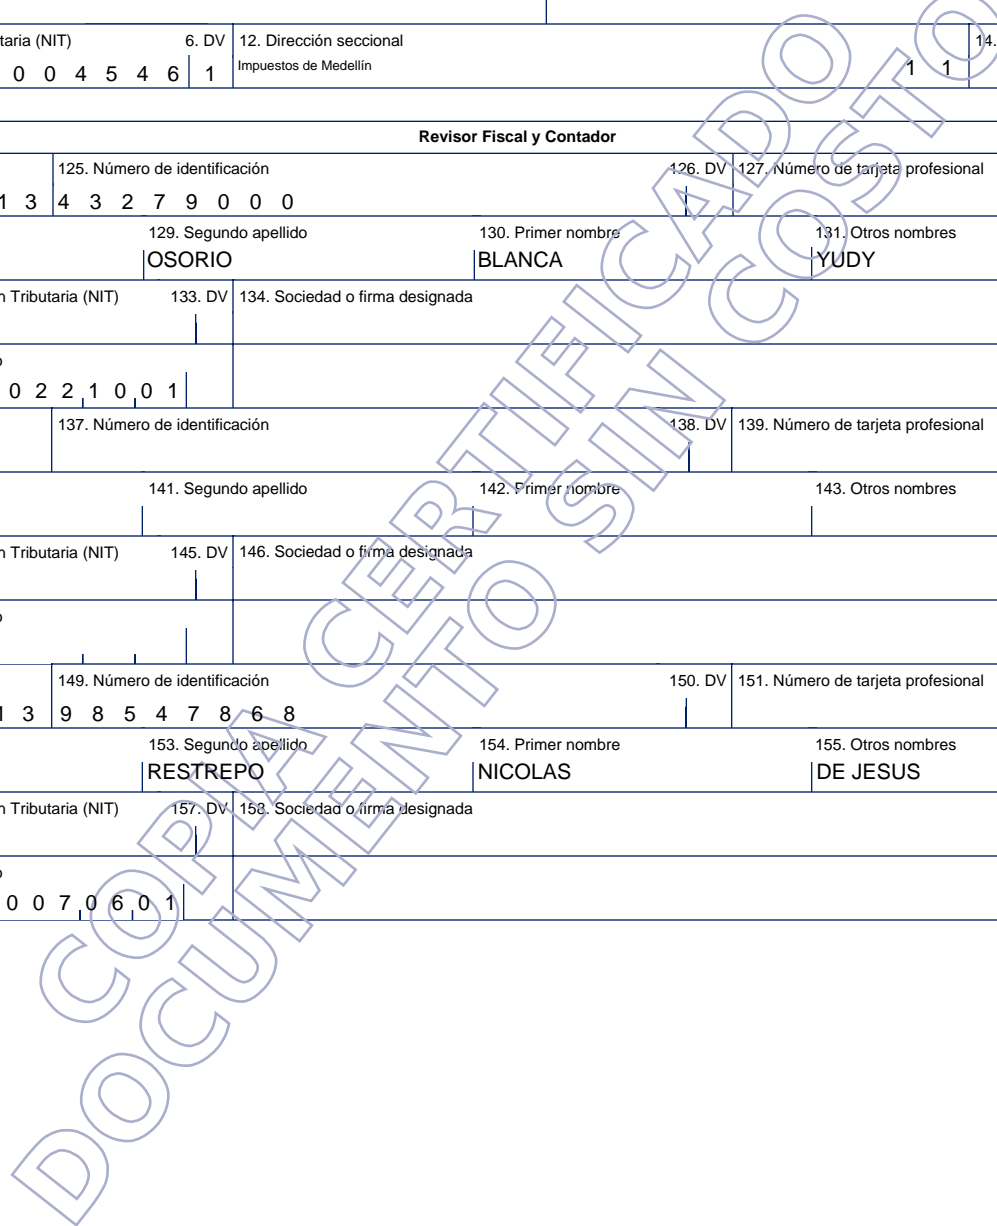 taria (NIT) 6. DV 12. Dirección seccional 14.
0 0 4 5 4 6 1 Impuestos de Medellín 1 1
Revisor Fiscal y Contador
125. Número de identificación 126. DV 127. Número de tarjeta profesional
1 3 4 3 2 7 9 0 0 0
129. Segundo apellido 130. Primer nombre 131. Otros nombres
OSORIO BLANCA YUDY
n Tributaria (NIT) 133. DV 134. Sociedad o firma designada
o
0 2 2 1 0 0 1
137. Número de identificación 138. DV 139. Número de tarjeta profesional
141. Segundo apellido 142. Primer nombre 143. Otros nombres
n Tributaria (NIT) 145. DV 146. Sociedad o firma designada
o
149. Número de identificación 150. DV 151. Número de tarjeta profesional
1 3 9 8 5 4 7 8 6 8
153. Segundo apellido 154. Primer nombre 155. Otros nombres
RESTREPO NICOLAS DE JESUS
n Tributaria (NIT) 157. DV 158. Sociedad o firma designada
o
0 0 7 0 6 0 1
COPIA CERTIFICADO
DOCUMENTO SIN COSTO